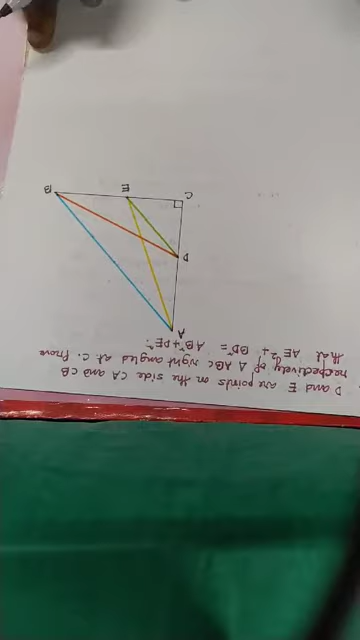 D and E are points on the side CA and CB
respectively of Δ ABC right angled at C. Prove
that AE²+ BD² = AB²+DE².
A
D
C
E
B